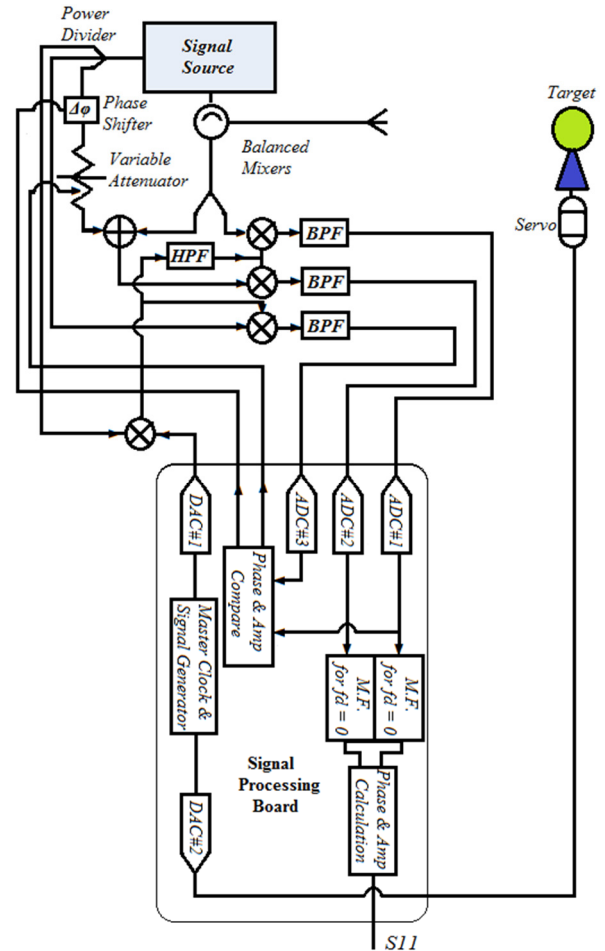 Power
Divider
Signal
Source
Δφ
Phase
Shifter
Variable
Attenuator
Balanced
Mixers
Target
Servo
HPF
BPF
BPF
BPF
DAC#1
ADC#3
ADC#2
ADC#1
Phase & Amp
Compare
Master Clock &
Signal Generator
M.F.
for fd = 0
M.F.
for fd = 0
Signal
Processing
Board
Phase & Amp
Calculation
DAC#2
S11